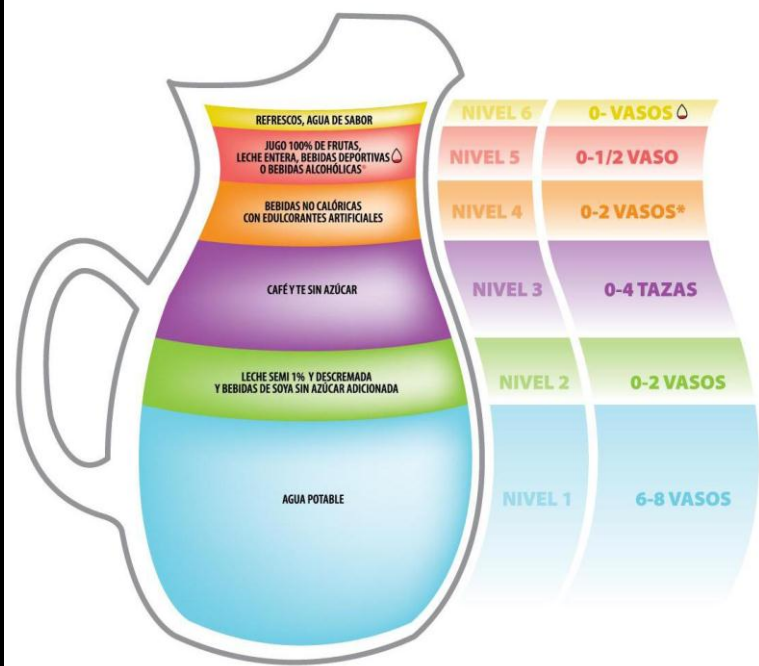 REFRESCOS, AGUA DE SABOR
NIVEL 6
0- VASOS
JUGO 100% DE FRUTAS,
LECHE ENTERA, BEBIDAS DEPORTIVAS
O BEBIDAS ALCOHÓLICAS*
NIVEL 5
0-1/2 VASO
BEBIDAS NO CALÓRICAS
CON EDULCORANTES ARTIFICIALES
NIVEL 4
0-2 VASOS*
CAFÉ Y TE SIN AZÚCAR
NIVEL 3
0-4 TAZAS
LECHE SEMI 1% Y DESCREMADA
Y BEBIDAS DE SOYA SIN AZÚCAR ADICIONADA
NIVEL 2
0-2 VASOS
AGUA POTABLE
NIVEL 1
6-8 VASOS